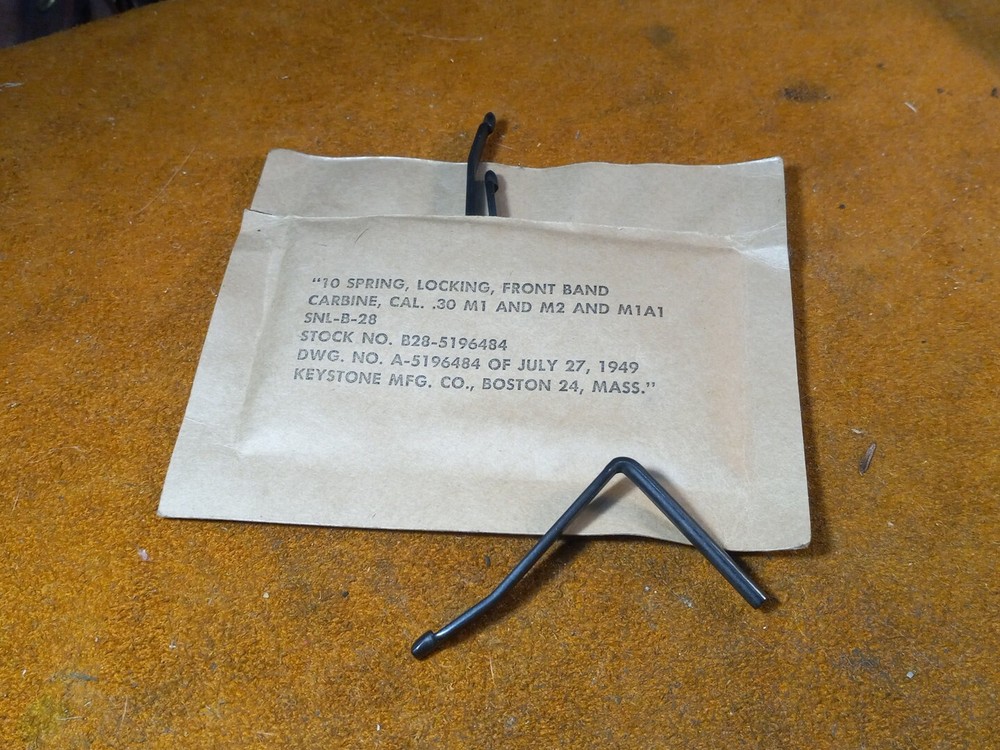 “10 SPRING, LOCKING, FRONT BAND
CARBINE, CAL. .30 M1 AND M2 AND M1A1
SNL-B-28
STOCK NO. B28-5196484
DWG. NO. A-5196484 OF JULY 27, 1949
KEYSTONE MFG. CO., BOSTON 24, MASS.”